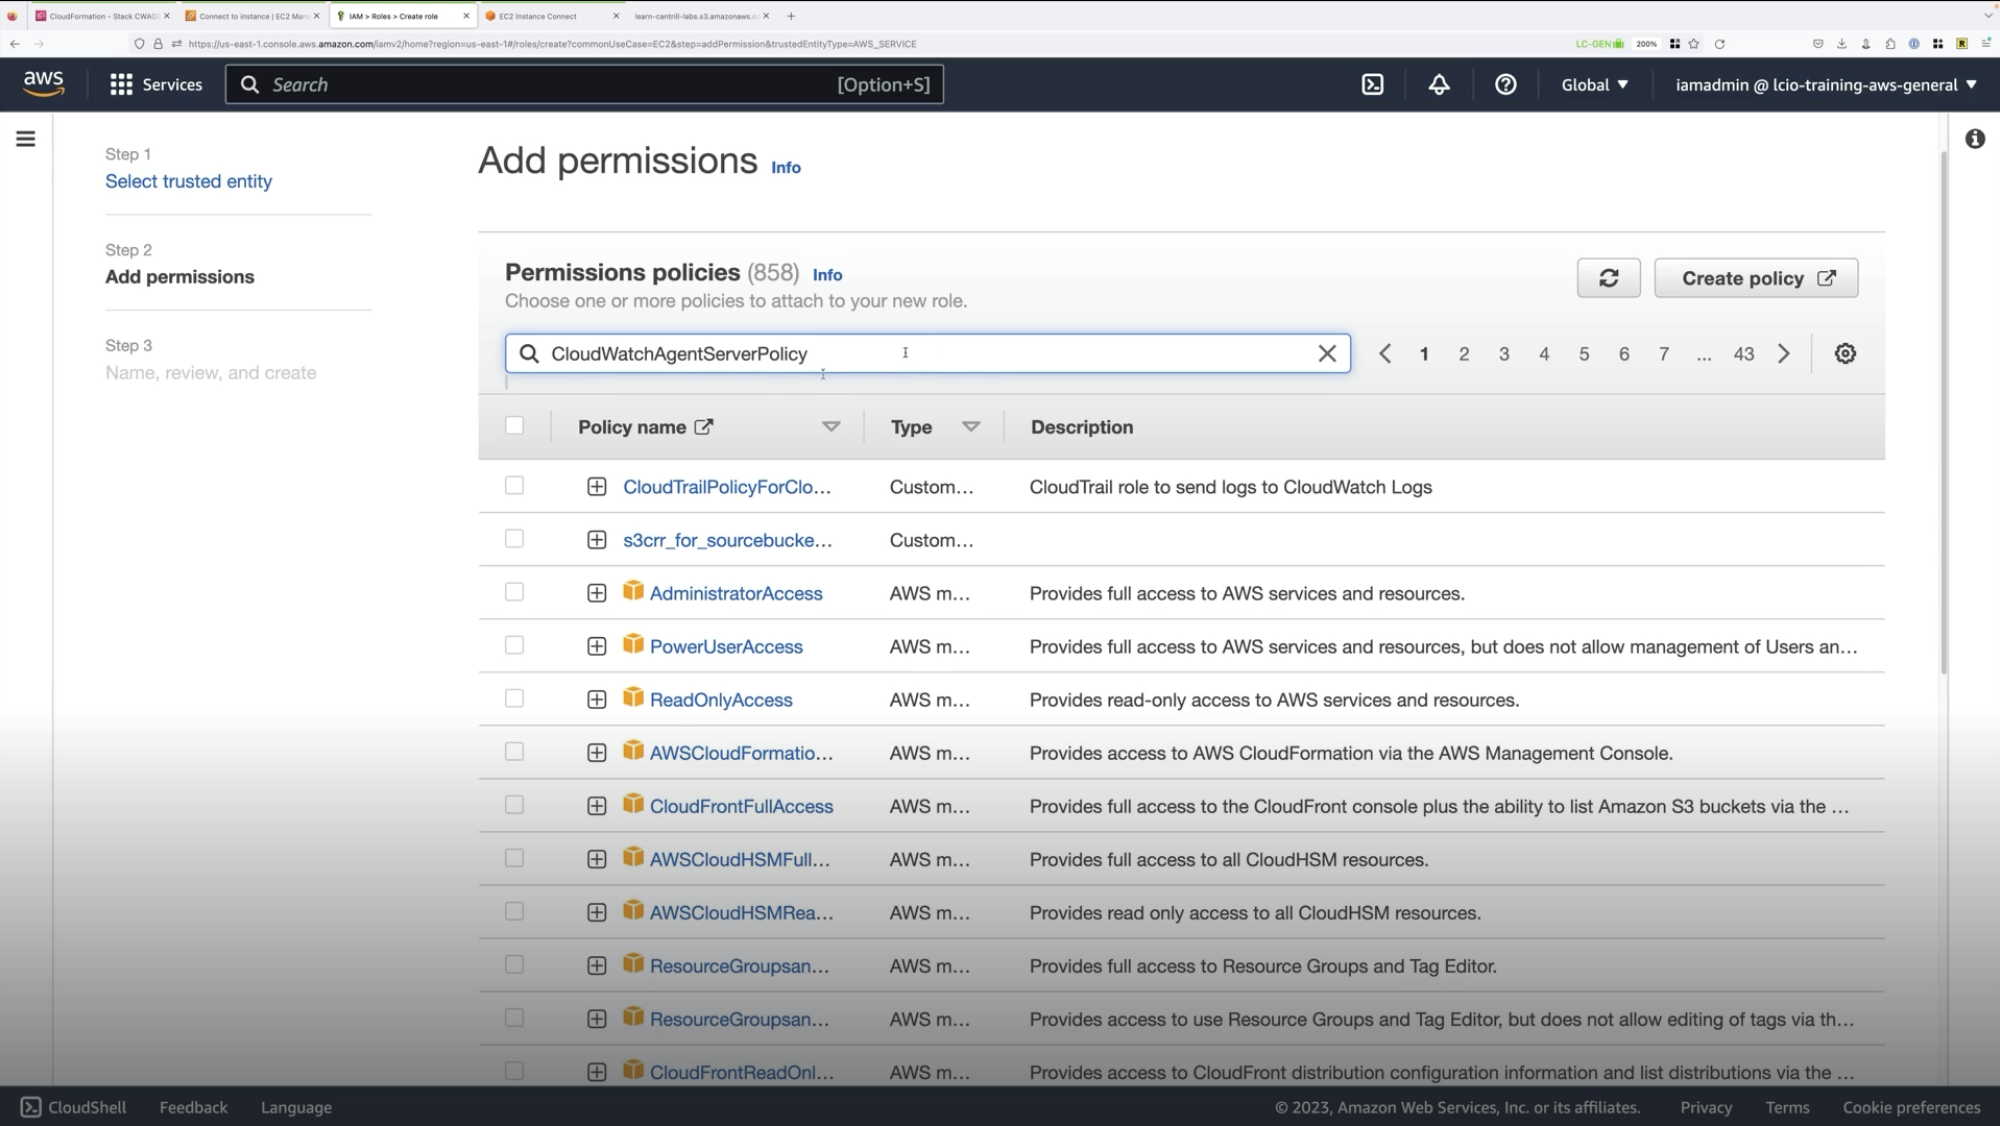 CloudFormation - Stack CWAG
Connect to instance | EC2 Man
IAM > Roles > Create role
EC2 Instance Connect
learn-cantrill-labs.s3.amazonaws.c
https://us-east-1.console.aws.amazon.com/iamv2/home?region=us-east-1#/roles/create?commonUseCase=EC2&step=addPermission&trustedEntityType=AWS_SERVICE
LC-GEN
200%
aws
Services
Search
[Option+S]
Global
iamadmin @ lcio-training-aws-general
Step 1
Select trusted entity
Step 2
Add permissions
Step 3
Name, review, and create
Add permissions Info
Permissions policies (858) Info
Choose one or more policies to attach to your new role.
Create policy
CloudWatchAgentServerPolicy
1 2 3 4 5 6 7 ... 43
Policy name Type Description
CloudTrailPolicyForClo... Custom... CloudTrail role to send logs to CloudWatch Logs
s3crr_for_sourcebucke... Custom...
AdministratorAccess AWS m... Provides full access to AWS services and resources.
PowerUserAccess AWS m... Provides full access to AWS services and resources, but does not allow management of Users an...
ReadOnlyAccess AWS m... Provides read-only access to AWS services and resources.
AWSCloudFormatio... AWS m... Provides access to AWS CloudFormation via the AWS Management Console.
CloudFrontFullAccess AWS m... Provides full access to the CloudFront console plus the ability to list Amazon S3 buckets via the ...
AWSCloudHSMFull... AWS m... Provides full access to all CloudHSM resources.
AWSCloudHSMRea... AWS m... Provides read only access to all CloudHSM resources.
ResourceGroupsan... AWS m... Provides full access to Resource Groups and Tag Editor.
ResourceGroupsan... AWS m... Provides access to use Resource Groups and Tag Editor, but does not allow editing of tags via th...
CloudFrontReadOnl... AWS m... Provides access to CloudFront distribution configuration information and list distributions via the ...
CloudShell Feedback Language
© 2023, Amazon Web Services, Inc. or its affiliates. Privacy Terms Cookie preferences